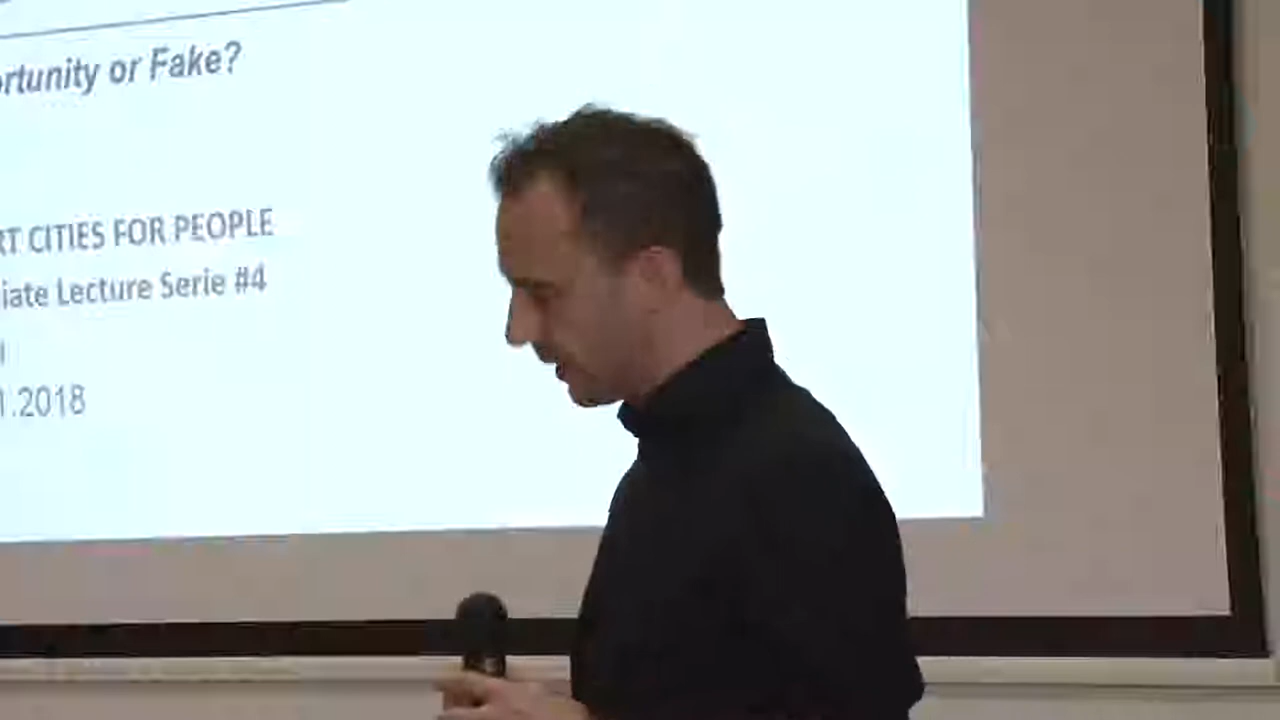 ortunity or Fake?
RT CITIES FOR PEOPLE
iate Lecture Serie #4
1.2018